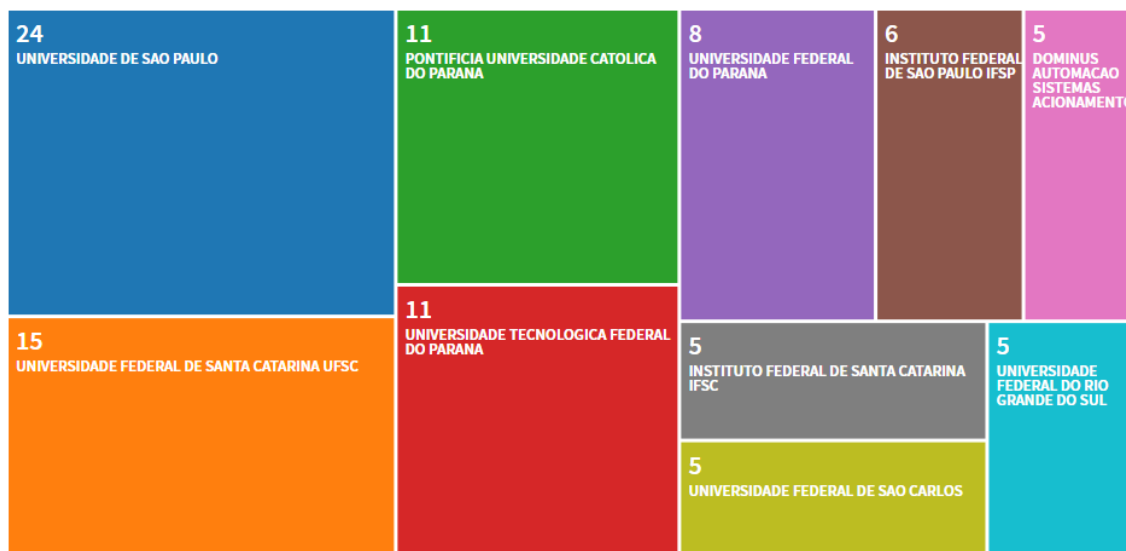 24
UNIVERSIDADE DE SAO PAULO
15
UNIVERSIDADE FEDERAL DE SANTA CATARINA UFSC
11
PONTIFICIA UNIVERSIDADE CATOLICA
DO PARANA
11
UNIVERSIDADE TECNOLOGICA FEDERAL
DO PARANA
8
UNIVERSIDADE FEDERAL
DO PARANA
6
INSTITUTO FEDERAL
DE SAO PAULO IFSP
5
DOMINUS
AUTOMACAO
SISTEMAS
ACIONAMENTO
5
INSTITUTO FEDERAL DE SANTA CATARINA
IFSC
5
UNIVERSIDADE FEDERAL DE SAO CARLOS
5
UNIVERSIDADE
FEDERAL DO RIO
GRANDE DO SUL